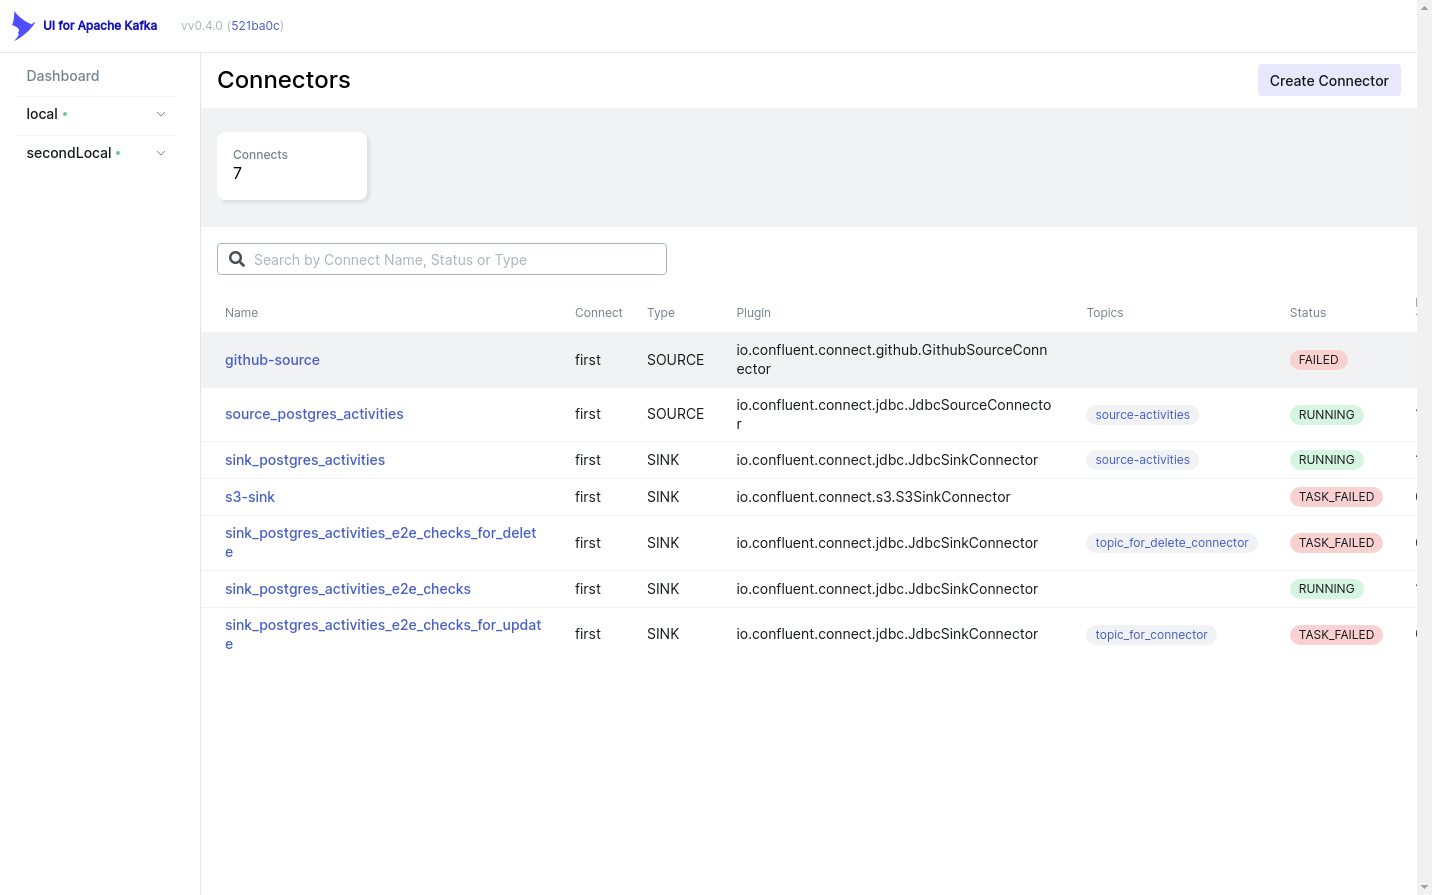 UI for Apache Kafka vv0.4.0 (521ba0c)
Dashboard
local
secondLocal
Connectors
Create Connector
Connects
7
Search by Connect Name, Status or Type
Name Connect Type Plugin Topics Status
github-source first SOURCE io.confluent.connect.github.GithubSourceConn
ector FAILED
source_postgres_activities first SOURCE io.confluent.connect.jdbc.JdbcSourceConnecto
r source-activities RUNNING
sink_postgres_activities first SINK io.confluent.connect.jdbc.JdbcSinkConnector source-activities RUNNING
s3-sink first SINK io.confluent.connect.s3.S3SinkConnector TASK_FAILED
sink_postgres_activities_e2e_checks_for_delet
e first SINK io.confluent.connect.jdbc.JdbcSinkConnector topic_for_delete_connector TASK_FAILED
sink_postgres_activities_e2e_checks first SINK io.confluent.connect.jdbc.JdbcSinkConnector RUNNING
sink_postgres_activities_e2e_checks_for_updat
e first SINK io.confluent.connect.jdbc.JdbcSinkConnector topic_for_connector TASK_FAILED